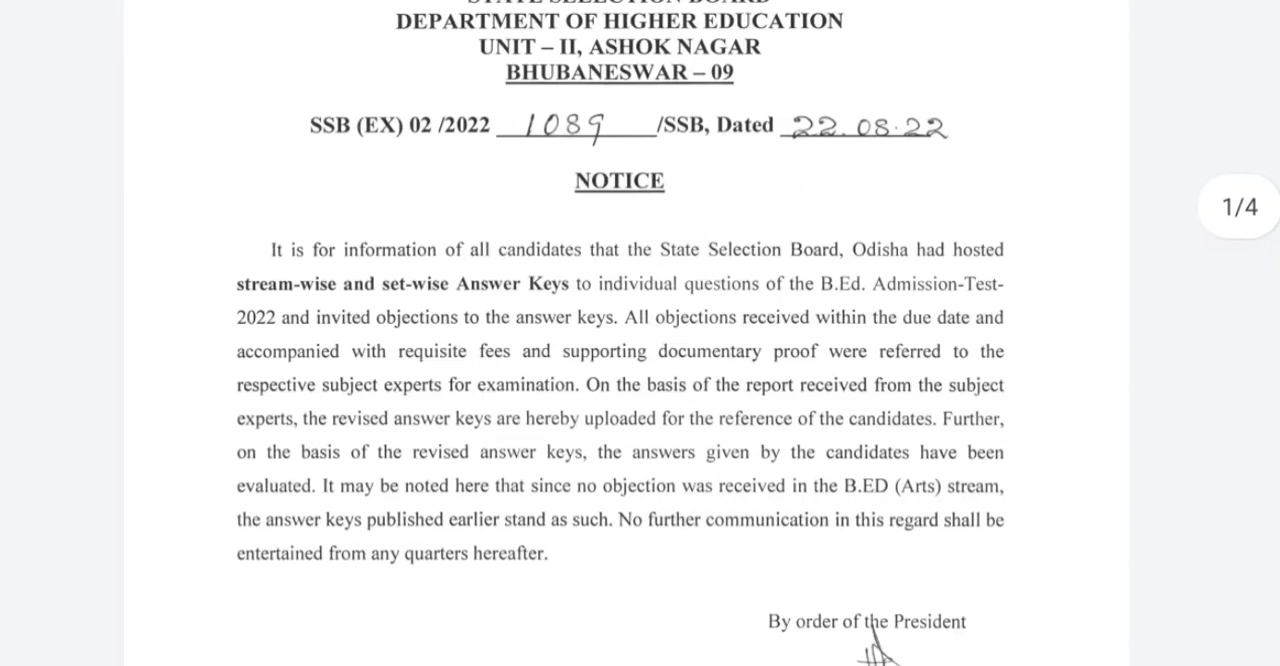 STATE SELECTION BOARD
DEPARTMENT OF HIGHER EDUCATION
UNIT – II, ASHOK NAGAR
BHUBANESWAR – 09
SSB (EX) 02 /2022 1089 /SSB, Dated 22.08.22
NOTICE
1/4
It is for information of all candidates that the State Selection Board, Odisha had hosted
stream-wise and set-wise Answer Keys to individual questions of the B.Ed. Admission-Test-
2022 and invited objections to the answer keys. All objections received within the due date and
accompanied with requisite fees and supporting documentary proof were referred to the
respective subject experts for examination. On the basis of the report received from the subject
experts, the revised answer keys are hereby uploaded for the reference of the candidates. Further,
on the basis of the revised answer keys, the answers given by the candidates have been
evaluated. It may be noted here that since no objection was received in the B.ED (Arts) stream,
the answer keys published earlier stand as such. No further communication in this regard shall be
entertained from any quarters hereafter.
By order of the President